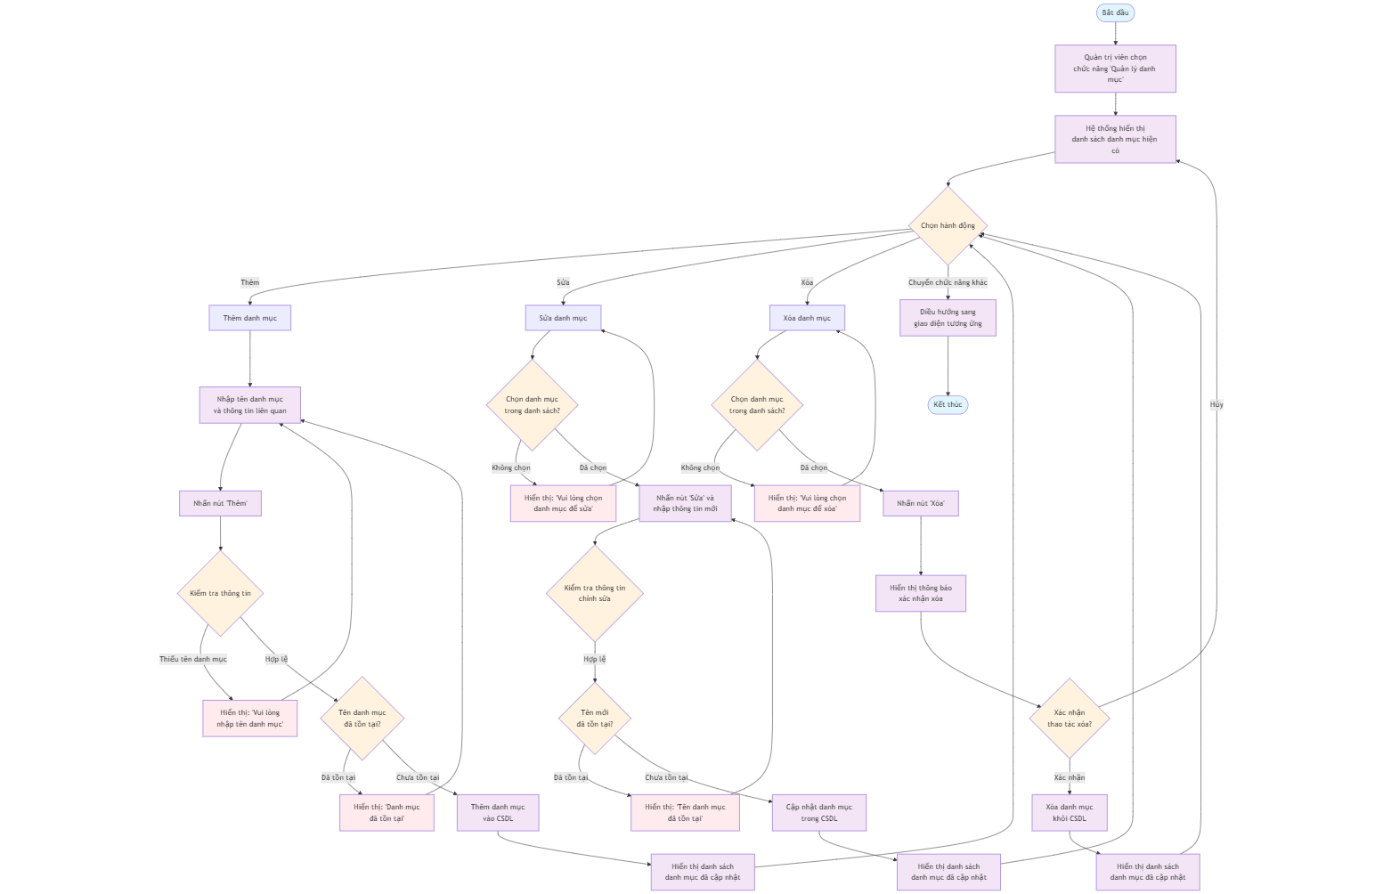 Bắt đầu
Quản trị viên chọn
chức năng 'Quản lý danh
mục'
Hệ thống hiển thị
danh sách danh mục hiện
có
Chọn hành động
Thêm
Sửa
Xóa
Chuyển chức năng khác
Thêm danh mục
Sửa danh mục
Xóa danh mục
Điều hướng sang
giao diện tương ứng
Nhập tên danh mục
và thông tin liên quan
Chọn danh mục
trong danh sách?
Chọn danh mục
trong danh sách?
Kết thúc
Hủy
Không chọn
Đã chọn
Không chọn
Đã chọn
Nhấn nút 'Thêm'
Hiển thị: 'Vui lòng chọn
danh mục để sửa'
Nhấn nút 'Sửa' và
nhập thông tin mới
Hiển thị: 'Vui lòng chọn
danh mục để xóa'
Nhấn nút 'Xóa'
Kiểm tra thông tin
Kiểm tra thông tin
chỉnh sửa
Hiển thị thông báo
xác nhận xóa
Thiếu tên danh mục
Hợp lệ
Hợp lệ
Hiển thị: 'Vui lòng
nhập tên danh mục'
Tên danh mục
đã tồn tại?
Tên mới
đã tồn tại?
Xác nhận
thao tác xóa?
Đã tồn tại
Chưa tồn tại
Đã tồn tại
Chưa tồn tại
Xác nhận
Hiển thị: 'Danh mục
đã tồn tại'
Thêm danh mục
vào CSDL
Hiển thị: 'Tên danh mục
đã tồn tại'
Cập nhật danh mục
trong CSDL
Xóa danh mục
khỏi CSDL
Hiển thị danh sách
danh mục đã cập nhật
Hiển thị danh sách
danh mục đã cập nhật
Hiển thị danh sách
danh mục đã cập nhật